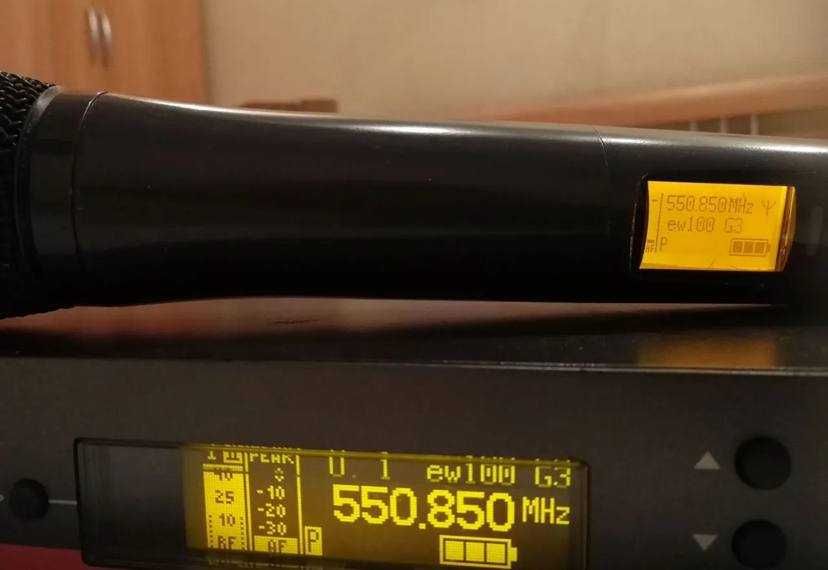 550.850MHz
ew100 G3
P
PEAK
U. 1 ew100 G3
40
25
10
RF
0
-10
-20
-30
AF
P
550.850 MHz